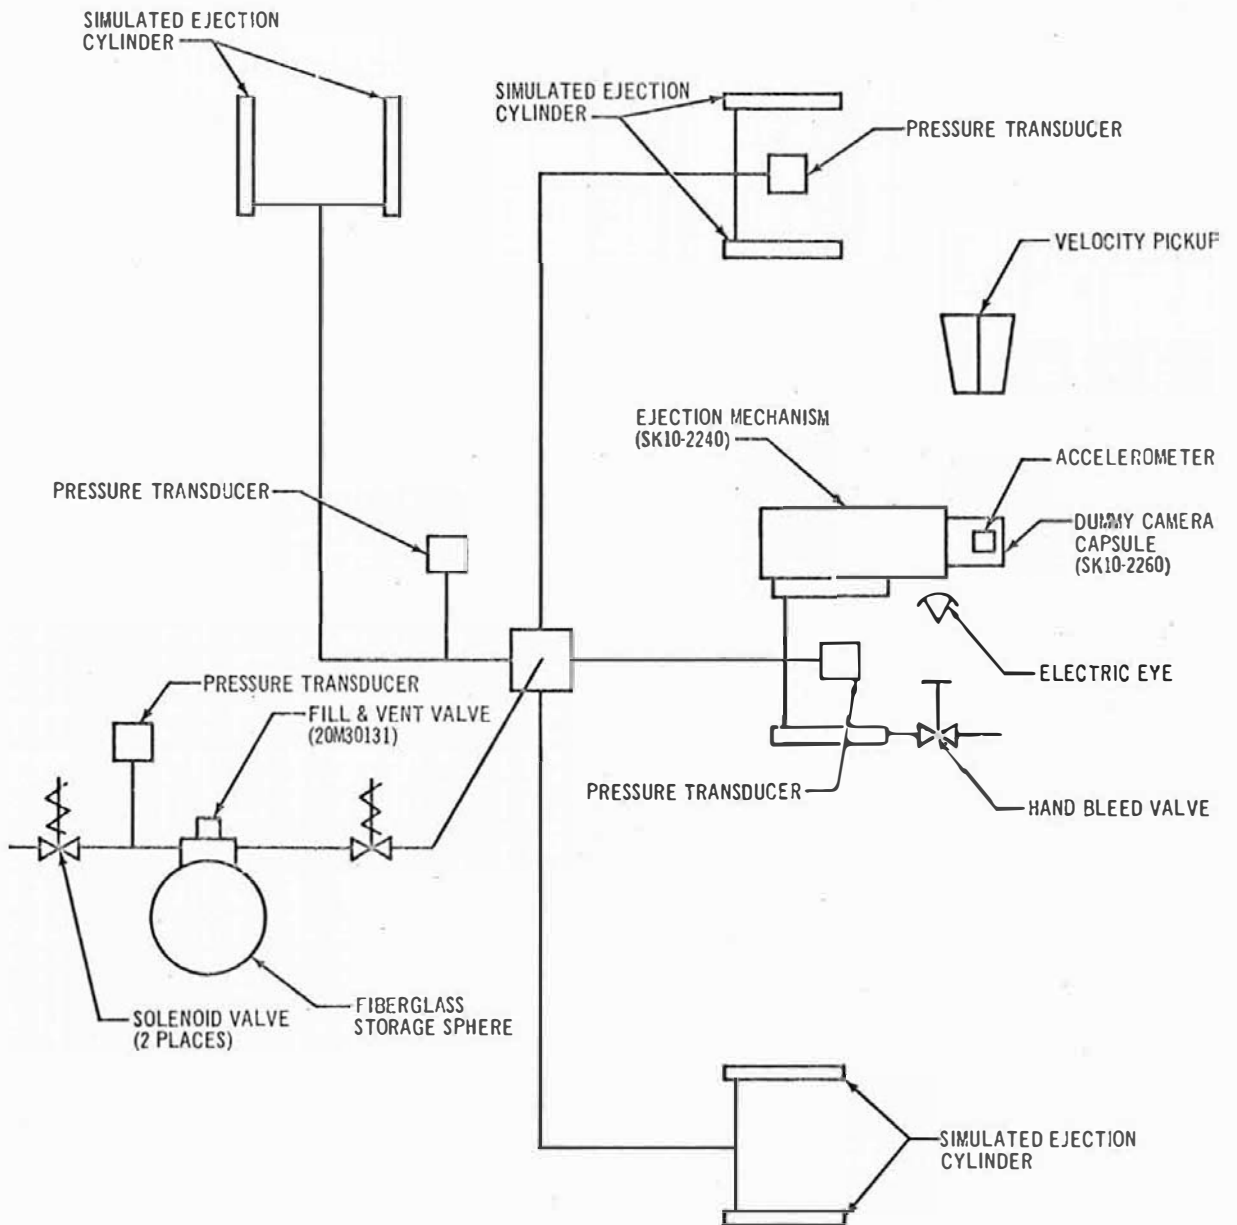 SIMULATED EJECTION
CYLINDER
SIMULATED EJECTION
CYLINDER
PRESSURE TRANSDUCER
VELOCITY PICKUP
EJECTION MECHANISM
(SK10-2240)
ACCELEROMETER
PRESSURE TRANSDUCER
DUMMY CAMERA
CAPSULE
(SK10-2260)
ELECTRIC EYE
PRESSURE TRANSDUCER
FILL & VENT VALVE
(20M30131)
PRESSURE TRANSDUCER
HAND BLEED VALVE
FIBERGLASS
STORAGE SPHERE
SOLENOID VALVE
(2 PLACES)
SIMULATED EJECTION
CYLINDER